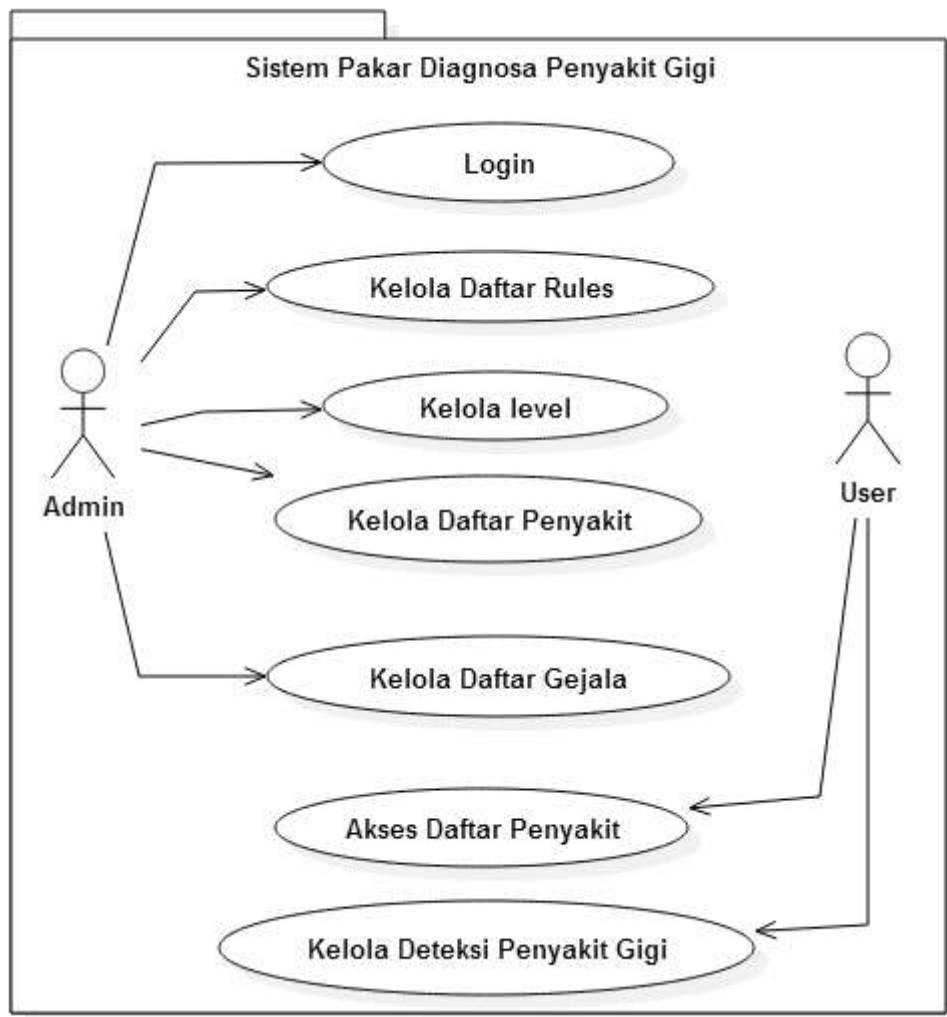 Sistem Pakar Diagnosa Penyakit Gigi
Login
Kelola Daftar Rules
Kelola level
Admin
User
Kelola Daftar Penyakit
Kelola Daftar Gejala
Akses Daftar Penyakit
Kelola Deteksi Penyakit Gigi